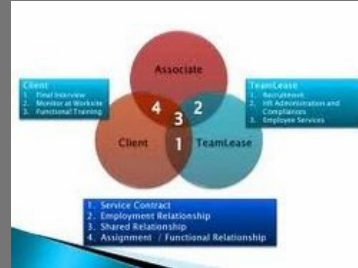 Associate
Client
1. Final Interview
2. Monitor at Worksite
3. Functional Training
TeamLease
1. Recruitment
2. HR Administration and
Compliances
3. Employee Services
4
2
3
1
Client
TeamLease
1. Service Contract
2. Employment Relationship
3. Shared Relationship
4. Assignment / Functional Relationship